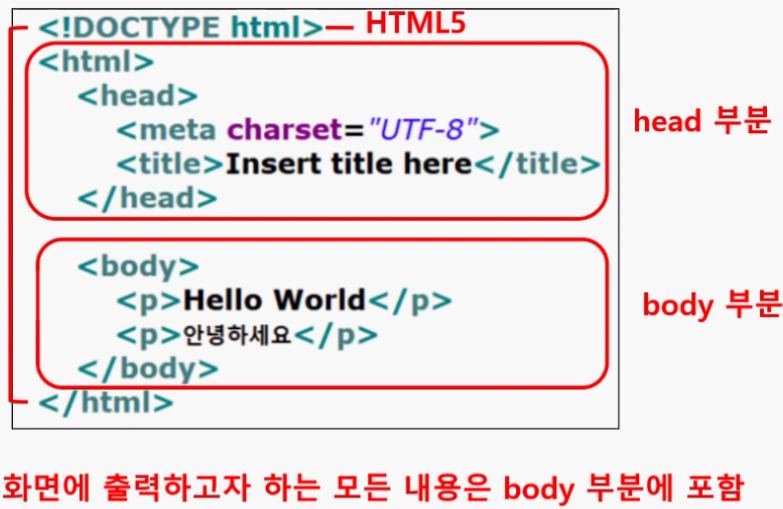 <!DOCTYPE html> HTML5
<html>
<head>
<meta charset="UTF-8">
<title>Insert title here</title>
</head>
head 부분
<body>
<p>Hello World</p>
<p>안녕하세요</p>
</body>
body 부분
</html>
화면에 출력하고자 하는 모든 내용은 body 부분에 포함